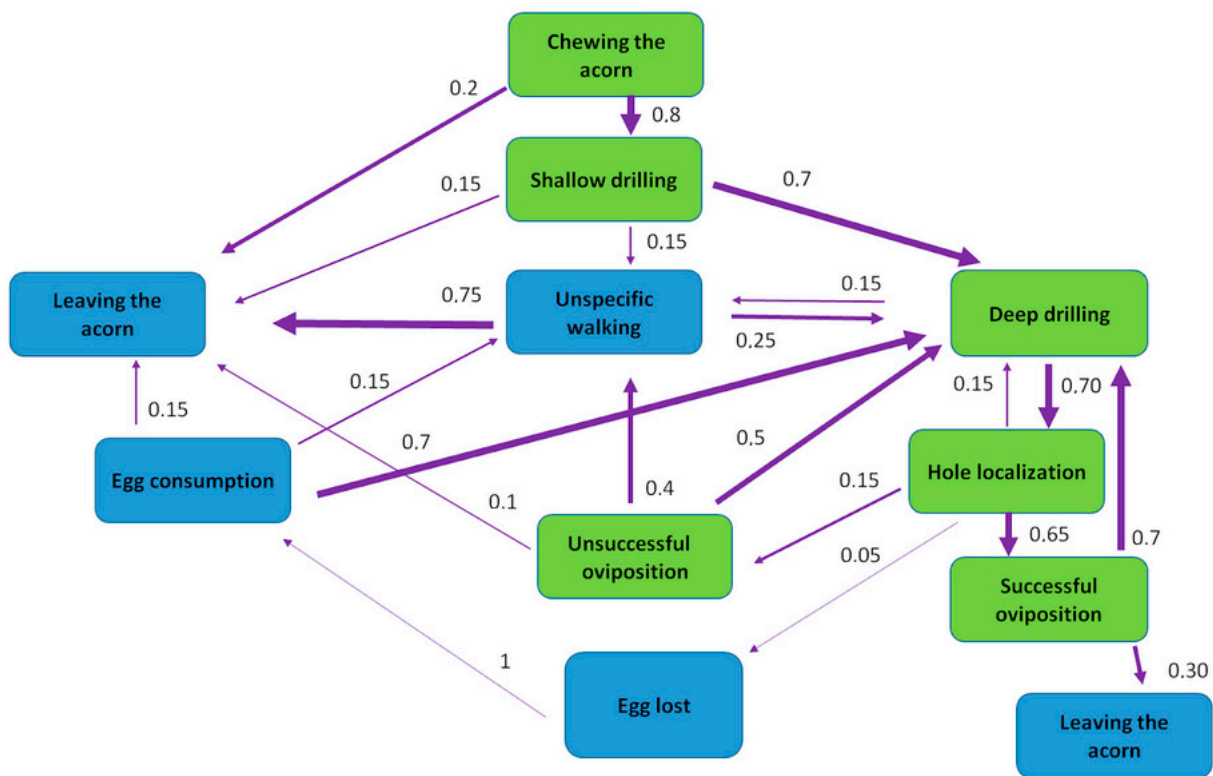 Chewing the
acorn
0.2
0,8
Shallow drilling
0,15
0,7
0,15
Leaving the
acorn
0,75
Unspecific
walking
0.15
Deep drilling
0,25
0.15
0.15
0.15
0,70
Egg consumption
0.7
0,5
Hole localization
0.1
0.4
0.15
Unsuccessful
oviposition
0.65
0.7
0.05
Successful
oviposition
1
Egg lost
0.30
Leaving the
acorn